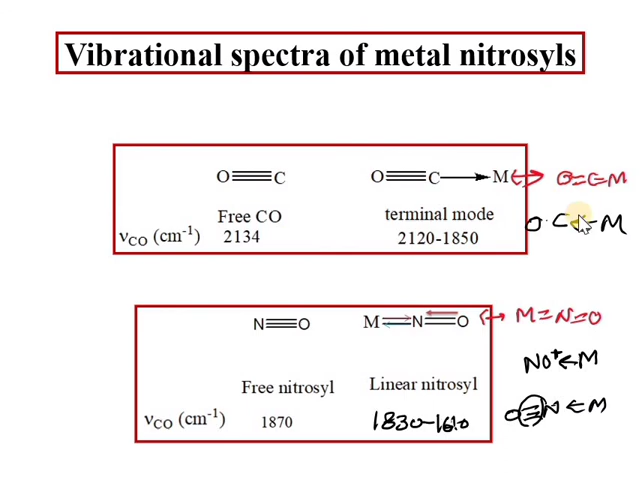 Vibrational spectra of metal nitrosyls
O≡C O≡C→M ↔ O=C=M
Free CO terminal mode
O·C←M
νCO (cm-1) 2134 2120-1850
N≡O M=N≡O ↔ M=N=O
NO+←M
Free nitrosyl Linear nitrosyl
O≡N←M
νCO (cm-1) 1870 1830-1610